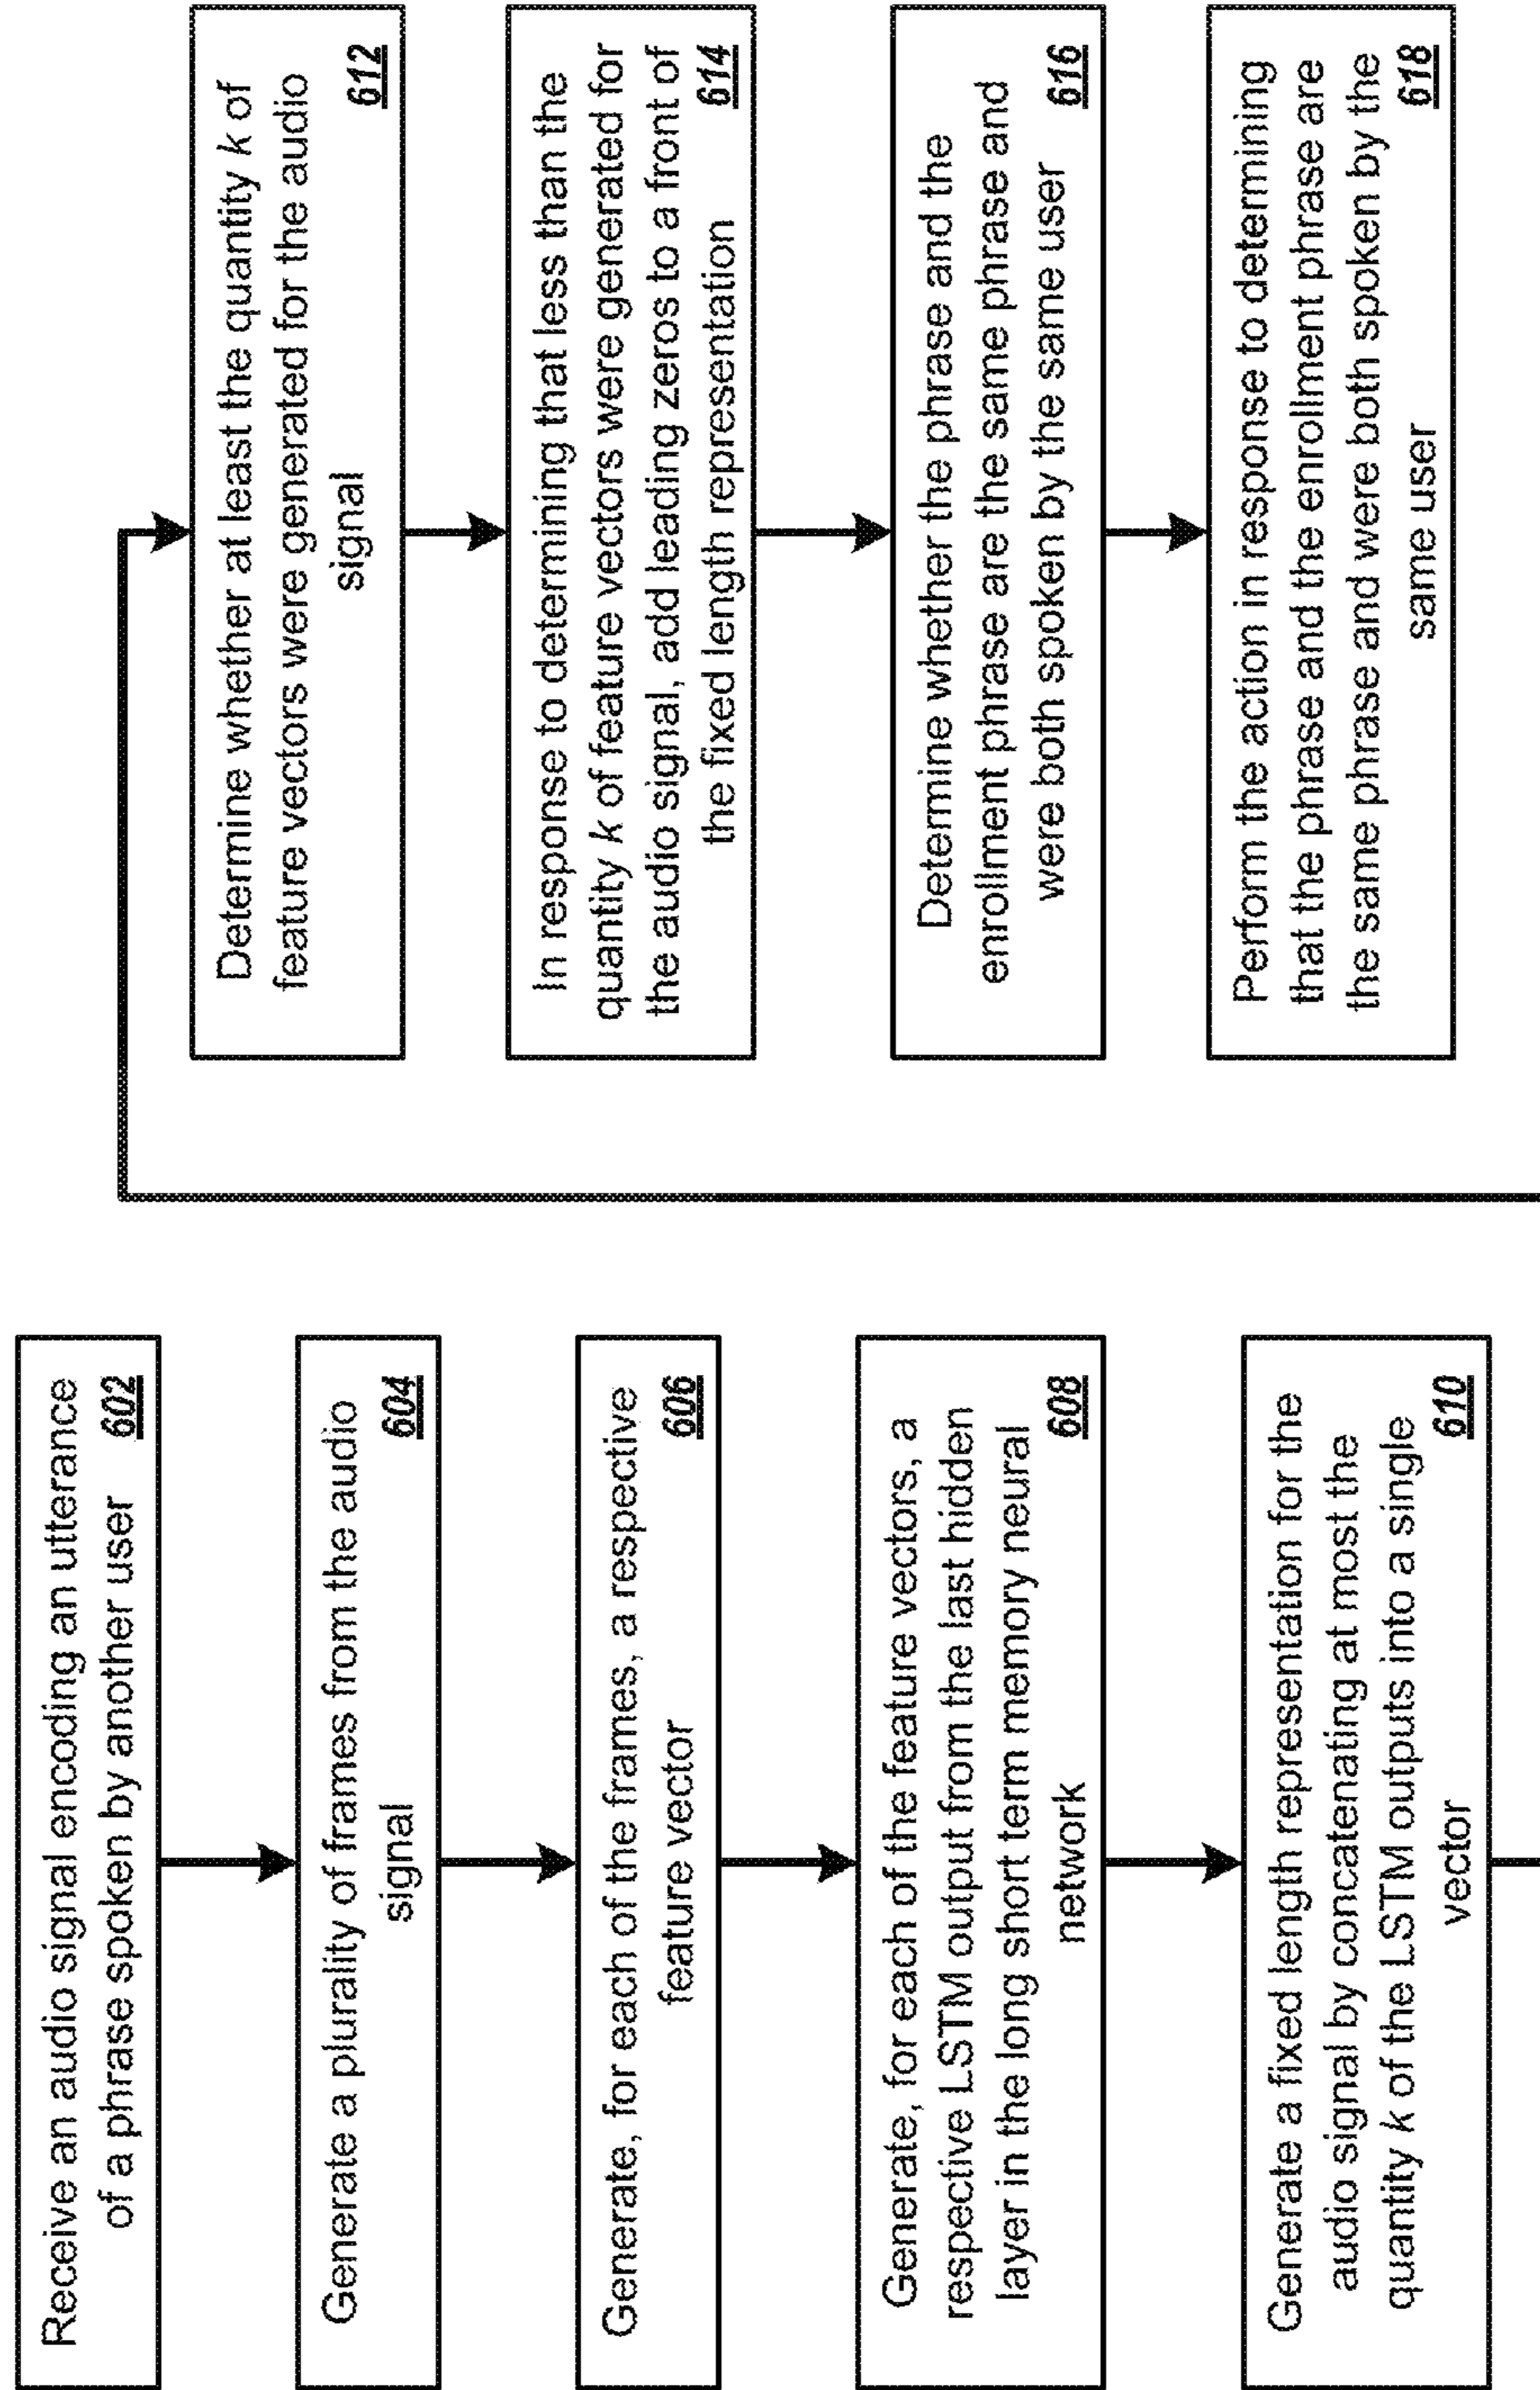 Receive an audio signal encoding an utterance
of a phrase spoken by another user 602
Generate a plurality of frames from the audio
signal 604
Generate, for each of the frames, a respective
feature vector 606
Generate, for each of the feature vectors, a
respective LSTM output from the last hidden
layer in the long short term memory neural
network 608
Generate a fixed length representation for the
audio signal by concatenating at most the
quantity k of the LSTM outputs into a single
vector 610
Determine whether at least the quantity k of
feature vectors were generated for the audio
signal 612
In response to determining that less than the
quantity k of feature vectors were generated for
the audio signal, add leading zeros to a front of
the fixed length representation 614
Determine whether the phrase and the
enrollment phrase are the same phrase and
were both spoken by the same user 616
Perform the action in response to determining
that the phrase and the enrollment phrase are
the same phrase and were both spoken by the
same user 618